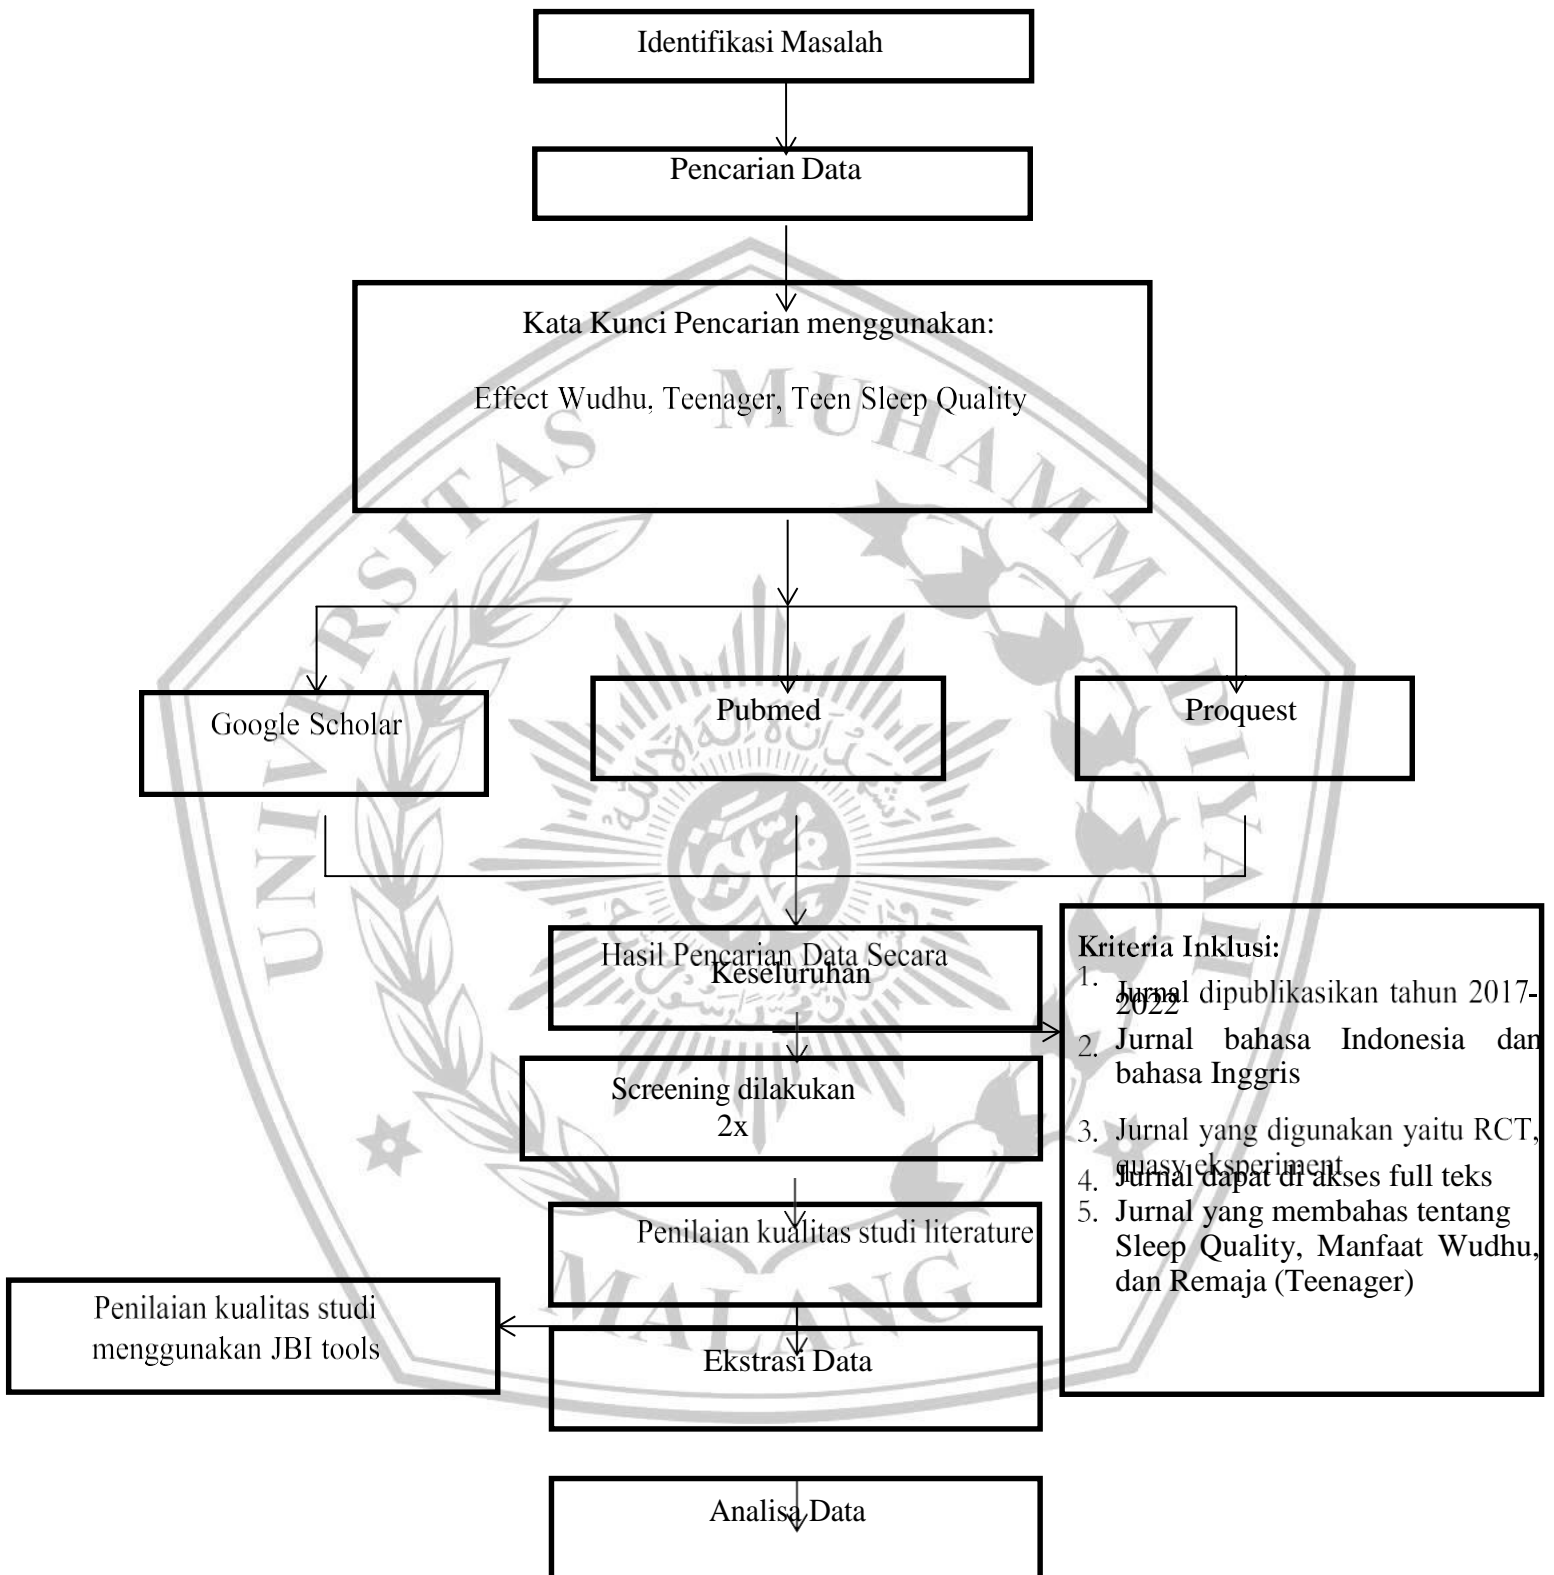 Identifikasi Masalah
Pencarian Data
Kata Kunci Pencarian menggunakan:
Effect Wudhu, Teenager, Teen Sleep Quality
Google Scholar
Pubmed
Proquest
Hasil Pencarian Data Secara
Keseluruhan
Kriteria Inklusi:
1. Jurnal dipublikasikan tahun 2017-
2022
2. Jurnal bahasa Indonesia dan
bahasa Inggris
3. Jurnal yang digunakan yaitu RCT,
quasy eksperiment
4. Jurnal dapat di akses full teks
5. Jurnal yang membahas tentang
Sleep Quality, Manfaat Wudhu,
dan Remaja (Teenager)
Screening dilakukan
2x
Penilaian kualitas studi literature
Penilaian kualitas studi
menggunakan JBI tools
Ekstrasi Data
Analisa Data
UNIVERSITAS MUHAMMADIYAH
MALANG